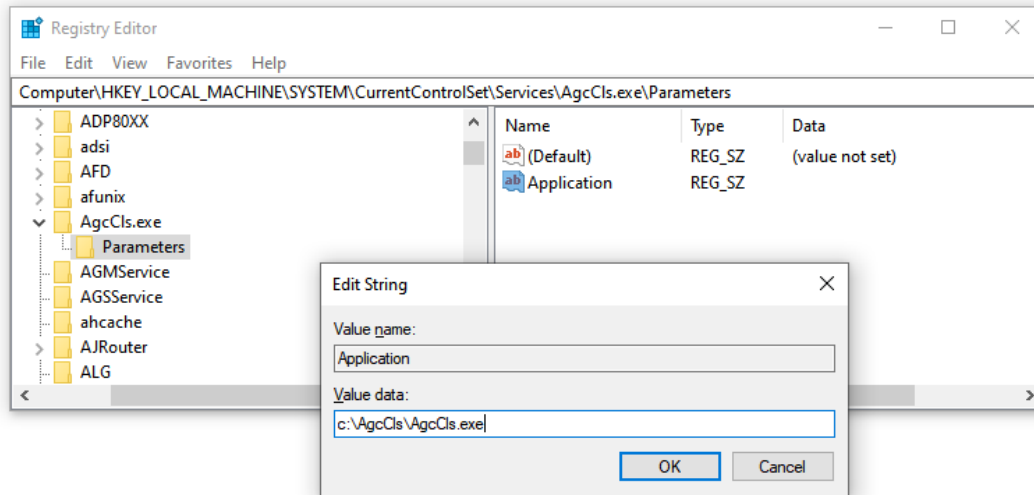 Registry Editor
File Edit View Favorites Help
Computer\HKEY_LOCAL_MACHINE\SYSTEM\CurrentControlSet\Services\AgcCls.exe\Parameters
ADP80XX
adsi
AFD
afunix
AgcCls.exe
Parameters
AGMService
AGSService
ahcache
AJRouter
ALG
Name Type Data
ab (Default) REG_SZ (value not set)
ab Application REG_SZ
Edit String
Value name:
Application
Value data:
c:\AgcCls\AgcCls.exe
OK Cancel